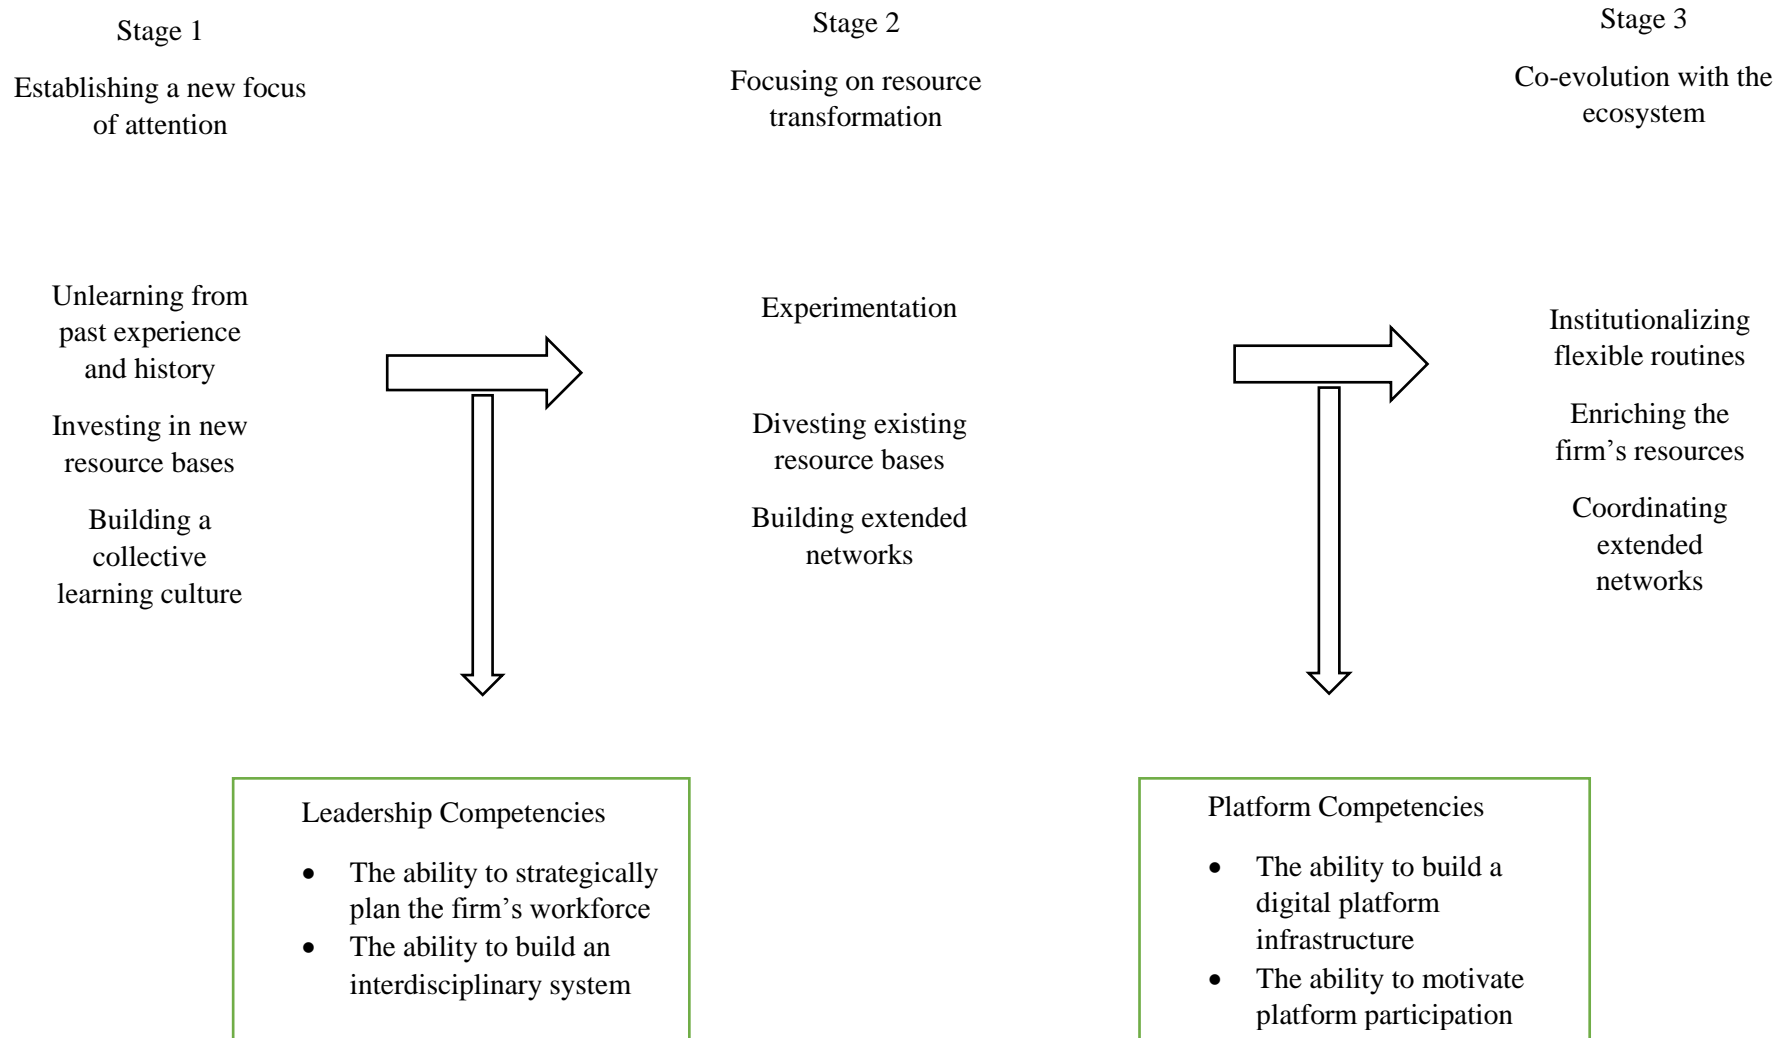 Stage 1
Establishing a new focus
of attention
Stage 2
Focusing on resource
transformation
Stage 3
Co-evolution with the
ecosystem
Unlearning from
past experience
and history
Investing in new
resource bases
Building a
collective
learning culture
Experimentation
Divesting existing
resource bases
Building extended
networks
Institutionalizing
flexible routines
Enriching the
firm’s resources
Coordinating
extended
networks
Leadership Competencies
• The ability to strategically
plan the firm’s workforce
• The ability to build an
interdisciplinary system
Platform Competencies
• The ability to build a
digital platform
infrastructure
• The ability to motivate
platform participation